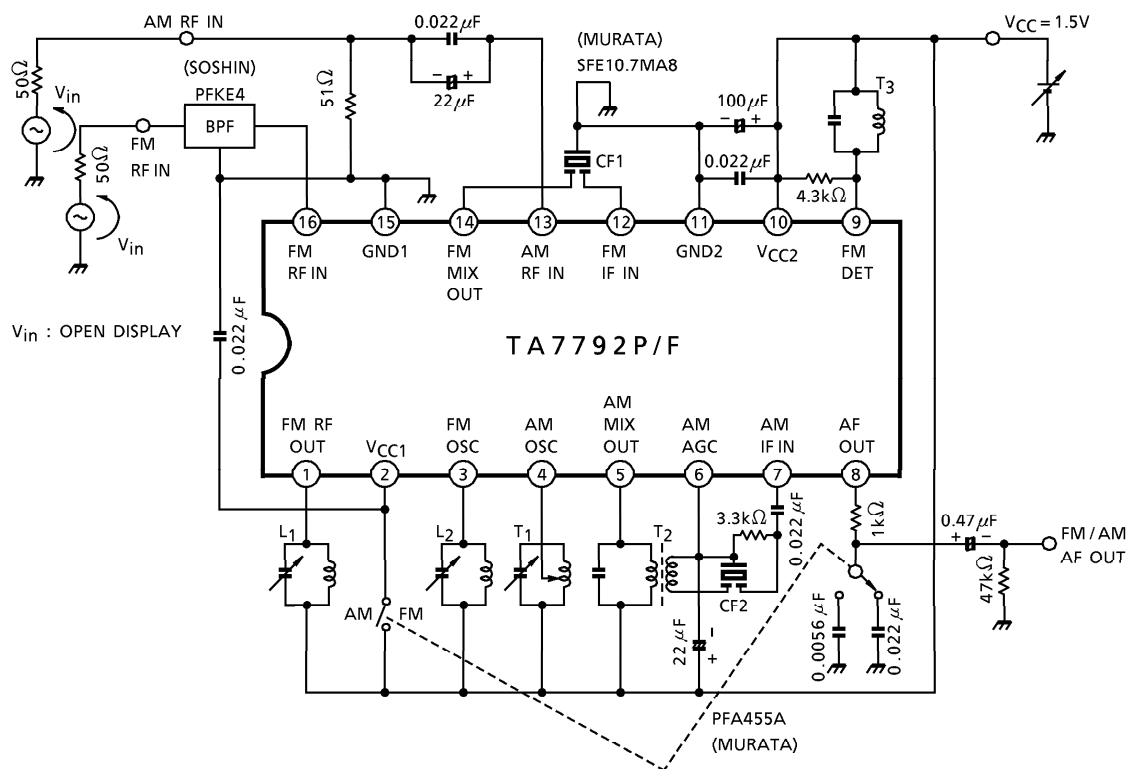 AM RF IN
0.022μF
(MURATA)
SFE10.7MA8
VCC = 1.5V
50Ω
Vin
(SOSHIN)
PFKE4
BPF
FM
RF IN
50Ω
Vin
51Ω
22μF
CF1
100μF
0.022μF
4.3kΩ
T3
16
15
14
13
12
11
10
9
FM
RF IN
GND1
FM
MIX
OUT
AM
RF IN
FM
IF IN
GND2
VCC2
FM
DET
Vin : OPEN DISPLAY
0.022μF
TA7792P/F
FM RF
OUT
VCC1
FM
OSC
AM
OSC
AM
MIX
OUT
AM
AGC
AM
IF IN
AF
OUT
1
2
3
4
5
6
7
8
L1
L2
T1
T2
3.3kΩ
0.022μF
1kΩ
0.47μF
FM / AM
AF OUT
47kΩ
CF2
AM
FM
22μF
0.0056μF
0.022μF
PFA455A
(MURATA)